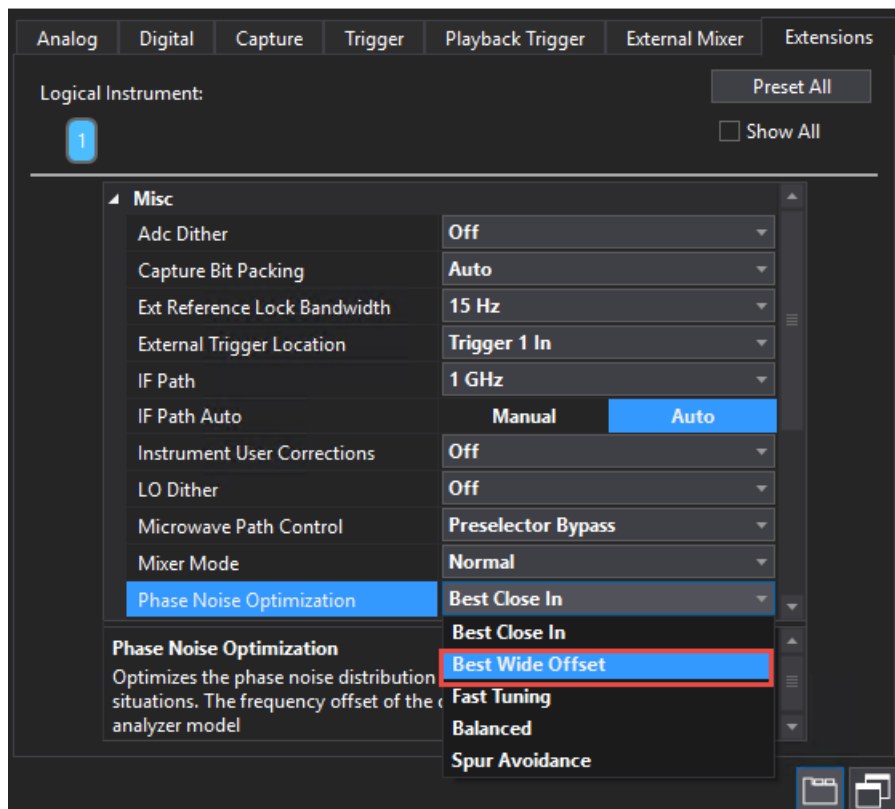 Analog Digital Capture Trigger Playback Trigger External Mixer Extensions
Logical Instrument:
Preset All
1
Show All
Misc
Adc Dither Off
Capture Bit Packing Auto
Ext Reference Lock Bandwidth 15 Hz
External Trigger Location Trigger 1 In
IF Path 1 GHz
IF Path Auto Manual Auto
Instrument User Corrections Off
LO Dither Off
Microwave Path Control Preselector Bypass
Mixer Mode Normal
Phase Noise Optimization Best Close In
Best Close In
Best Wide Offset
Fast Tuning
Balanced
Spur Avoidance
Phase Noise Optimization
Optimizes the phase noise distribution
situations. The frequency offset of the
analyzer model